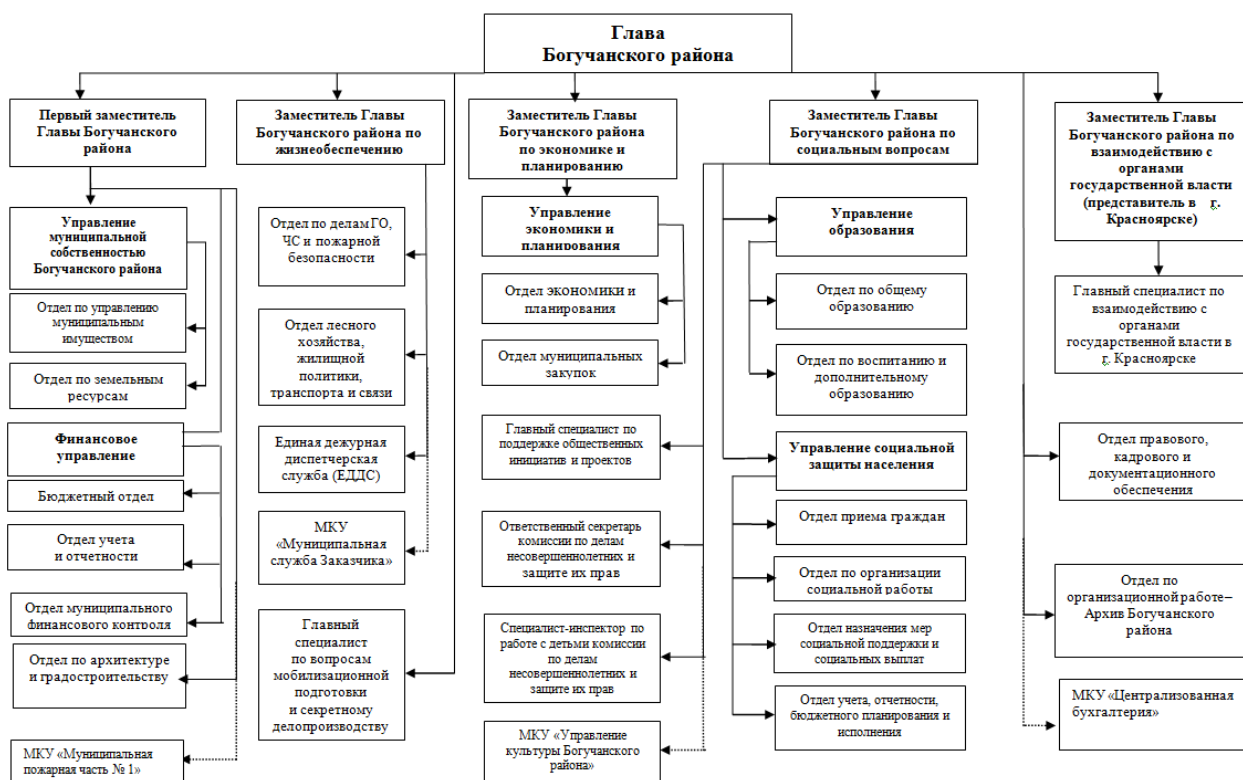 Глава
Богучанского района
Первый заместитель
Главы Богучанского
района
Управление
муниципальной
собственностью
Богучанского района
Отдел по управлению
муниципальным
имуществом
Отдел по земельным
ресурсам
Финансовое
управление
Бюджетный отдел
Отдел учета
и отчетности
Отдел муниципального
финансового контроля
Отдел по архитектуре
и градостроительству
МКУ «Муниципальная
пожарная часть № 1»
Заместитель Главы
Богучанского района по
жизнеобеспечению
Отдел по делам ГО,
ЧС и пожарной
безопасности
Отдел лесного
хозяйства,
жилищной
политики,
транспорта и связи
Единая дежурная
диспетчерская
служба (ЕДДС)
МКУ
«Муниципальная
служба Заказчика»
Главный
специалист
по вопросам
мобилизационной
подготовки
и секретному
делопроизводству
Заместитель Главы
Богучанского района
по экономике и
планированию
Управление
экономики и
планирования
Отдел экономики и
планирования
Отдел муниципальных
закупок
Главный специалист по
поддержке общественных
инициатив и проектов
Ответственный секретарь
комиссии по делам
несовершеннолетних и
защите их прав
Специалист-инспектор по
работе с детьми комиссии
по делам
несовершеннолетних и
защите их прав
МКУ «Управление
культуры Богучанского
района»
Заместитель Главы
Богучанского района по
социальным вопросам
Управление
образования
Отдел по общему
образованию
Отдел по воспитанию и
дополнительному
образованию
Управление социальной
защиты населения
Отдел приема граждан
Отдел по организации
социальной работы
Отдел назначения мер
социальной поддержки и
социальных выплат
Отдел учета, отчетности,
бюджетного планирования и
исполнения
Заместитель Главы
Богучанского района по
взаимодействию с
органами
государственной власти
(представитель в г.
Красноярске)
Главный специалист по
взаимодействию с
органами
государственной власти в
г. Красноярске
Отдел правового,
кадрового и
документационного
обеспечения
Отдел по
организационной работе–
Архив Богучанского
района
МКУ «Централизованная
бухгалтерия»